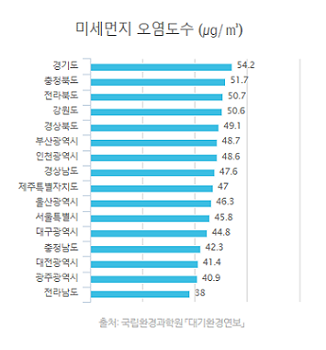 미세먼지 오염도수 (㎍/㎥)
경기도 54.2
충청북도 51.7
전라북도 50.7
강원도 50.6
경상북도 49.1
부산광역시 48.7
인천광역시 48.6
경상남도 47.6
제주특별자치도 47
울산광역시 46.3
서울특별시 45.8
대구광역시 44.8
충청남도 42.3
대전광역시 41.4
광주광역시 40.9
전라남도 38
출처: 국립환경과학원 「대기환경연보」